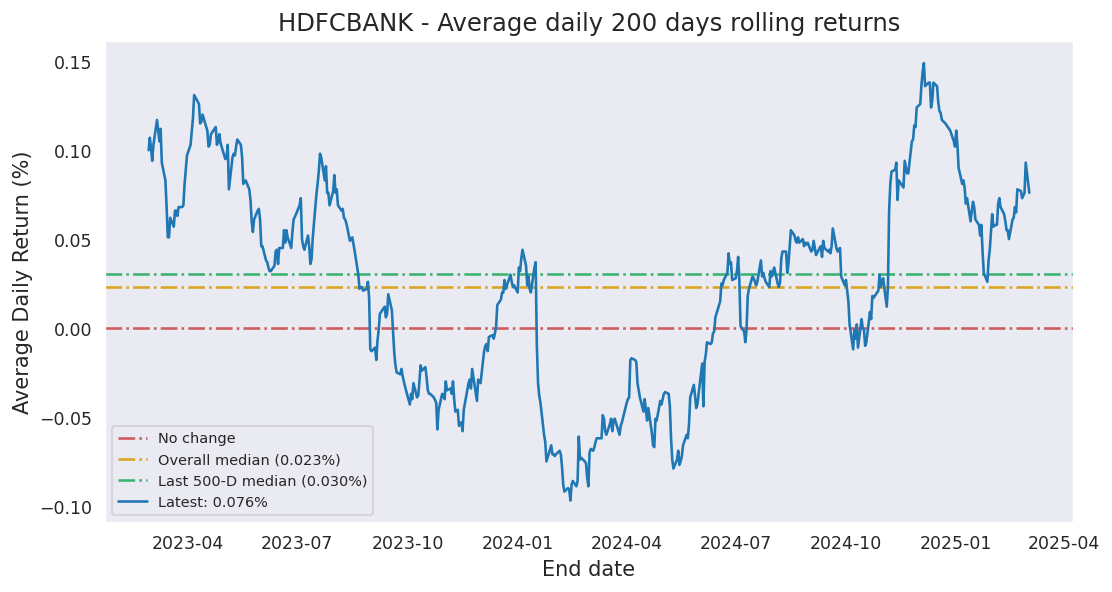 HDFCBANK - Average daily 200 days rolling returns
Average Daily Return (%)
0.15
0.10
0.05
0.00
−0.05
−0.10
No change
Overall median (0.023%)
Last 500-D median (0.030%)
Latest: 0.076%
2023-04 2023-07 2023-10 2024-01 2024-04 2024-07 2024-10 2025-01 2025-04
End date